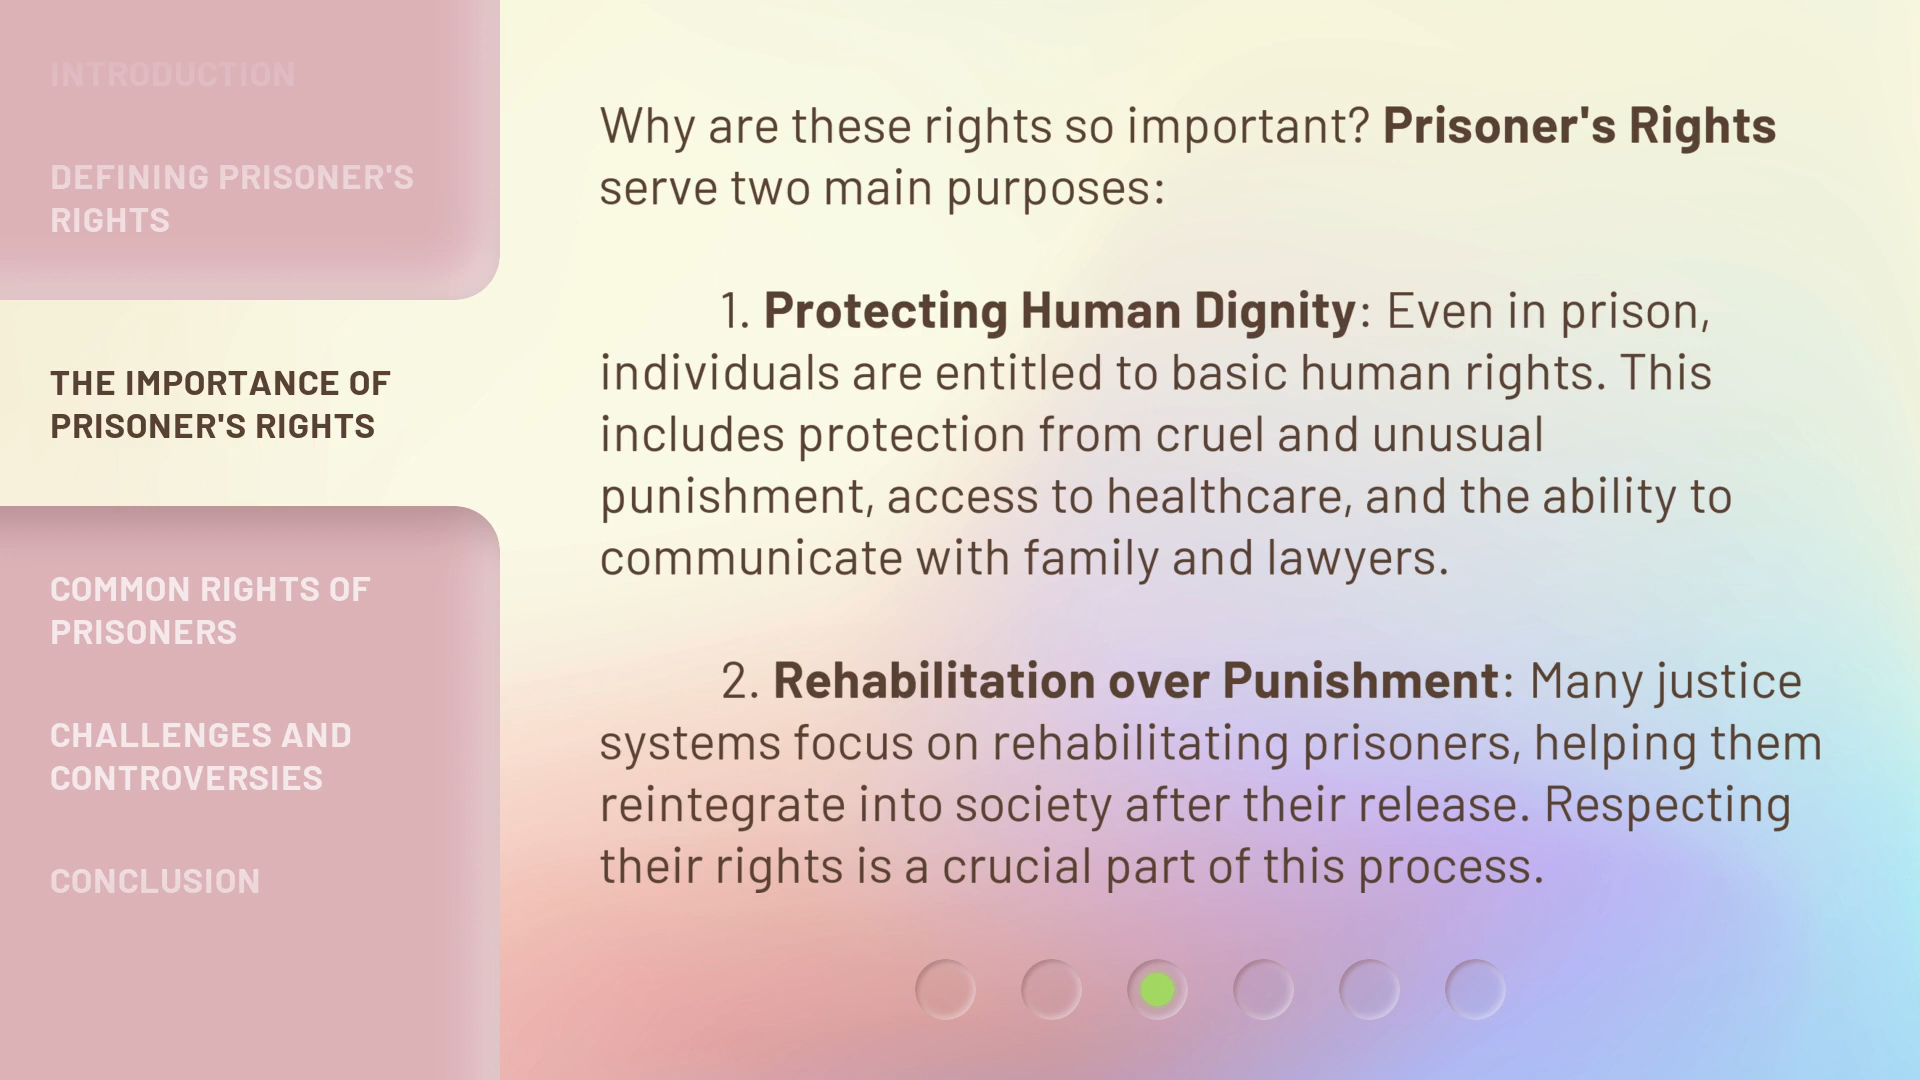 INTRODUCTION
DEFINING PRISONER'S
RIGHTS
THE IMPORTANCE OF
PRISONER'S RIGHTS
COMMON RIGHTS OF
PRISONERS
CHALLENGES AND
CONTROVERSIES
CONCLUSION
Why are these rights so important? Prisoner's Rights
serve two main purposes:
1. Protecting Human Dignity: Even in prison,
individuals are entitled to basic human rights. This
includes protection from cruel and unusual
punishment, access to healthcare, and the ability to
communicate with family and lawyers.
2. Rehabilitation over Punishment: Many justice
systems focus on rehabilitating prisoners, helping them
reintegrate into society after their release. Respecting
their rights is a crucial part of this process.